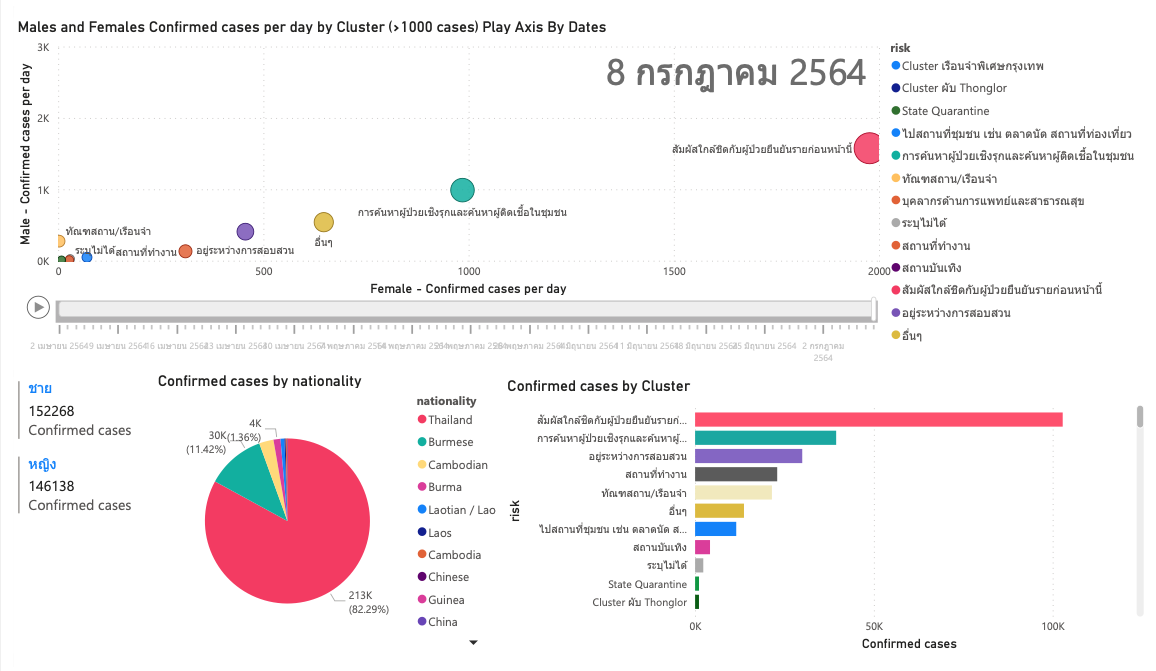 Males and Females Confirmed cases per day by Cluster (>1000 cases) Play Axis By Dates
3K
2K
1K
0K
Male - Confirmed cases per day
8 กรกฎาคม 2564
สัมผัสใกล้ชิดกับผู้ป่วยยืนยันรายก่อนหน้านี้
การค้นหาผู้ป่วยเชิงรุกและค้นหาผู้ติดเชื้อในชุมชน
ทัณฑสถาน/เรือนจำ
อื่นๆ
ระบุไม่ได้
สถานที่ทำงาน
อยู่ระหว่างการสอบสวน
0
500
1000
1500
2000
Female - Confirmed cases per day
risk
Cluster เรือนจำพิเศษกรุงเทพ
Cluster ผับ Thonglor
State Quarantine
ไปสถานที่ชุมชน เช่น ตลาดนัด สถานที่ท่องเที่ยว
การค้นหาผู้ป่วยเชิงรุกและค้นหาผู้ติดเชื้อในชุมชน
ทัณฑสถาน/เรือนจำ
บุคลากรด้านการแพทย์และสาธารณสุข
ระบุไม่ได้
สถานที่ทำงาน
สถานบันเทิง
สัมผัสใกล้ชิดกับผู้ป่วยยืนยันรายก่อนหน้านี้
อยู่ระหว่างการสอบสวน
อื่นๆ
2 เมษายน 2564
9 เมษายน 2564
16 เมษายน 2564
23 เมษายน 2564
30 เมษายน 2564
พฤษภาคม
พฤษภาคม
พฤษภาคม
พฤษภาคม 2564
มิถุนายน 2564
11 มิถุนายน 2564
18 มิถุนายน 2564
25 มิถุนายน 2564
2 กรกฎาคม
2564
ชาย
152268
Confirmed cases
หญิง
146138
Confirmed cases
Confirmed cases by nationality
4K
(1.36%)
30K
(11.42%)
213K
(82.29%)
nationality
Thailand
Burmese
Cambodian
Burma
Laotian / Lao
Laos
Cambodia
Chinese
Guinea
China
Confirmed cases by Cluster
risk
สัมผัสใกล้ชิดกับผู้ป่วยยืนยันรายก่...
การค้นหาผู้ป่วยเชิงรุกและค้นหาผู้...
อยู่ระหว่างการสอบสวน
สถานที่ทำงาน
ทัณฑสถาน/เรือนจำ
อื่นๆ
ไปสถานที่ชุมชน เช่น ตลาดนัด ส...
สถานบันเทิง
ระบุไม่ได้
State Quarantine
Cluster ผับ Thonglor
0K
50K
100K
Confirmed cases